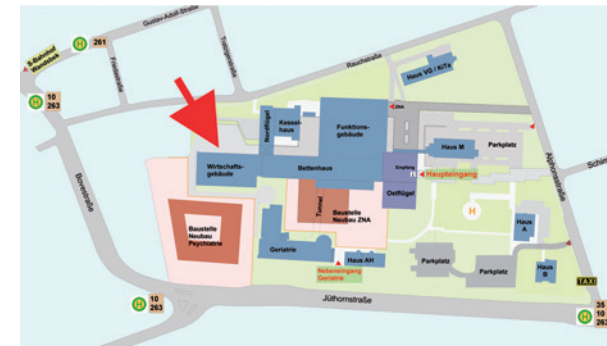 Gustav-Adolf-Straße
H 261
S-Bahnhof
Wandsbek
Friedastraße
Rauchstraße
Haus VG / KiTa
H 10
263
ZNA
Nordflügel
Kessel-
haus
Funktions-
gebäude
Haus M
Parkplatz
Wirtschafts-
gebäude
Bettenhaus
Empfang
Haupteingang
Ostflügel
Bovestraße
Alphonsstraße
Tunnel
Baustelle
Neubau ZNA
H
Baustelle
Neubau
Psychiatrie
Geriatrie
Haus AH
Haus
A
Nebeneingang
Geriatrie
Parkplatz
Parkplatz
Haus
B
TAXI
H 10
263
Jüthornstraße
H 35
10
263